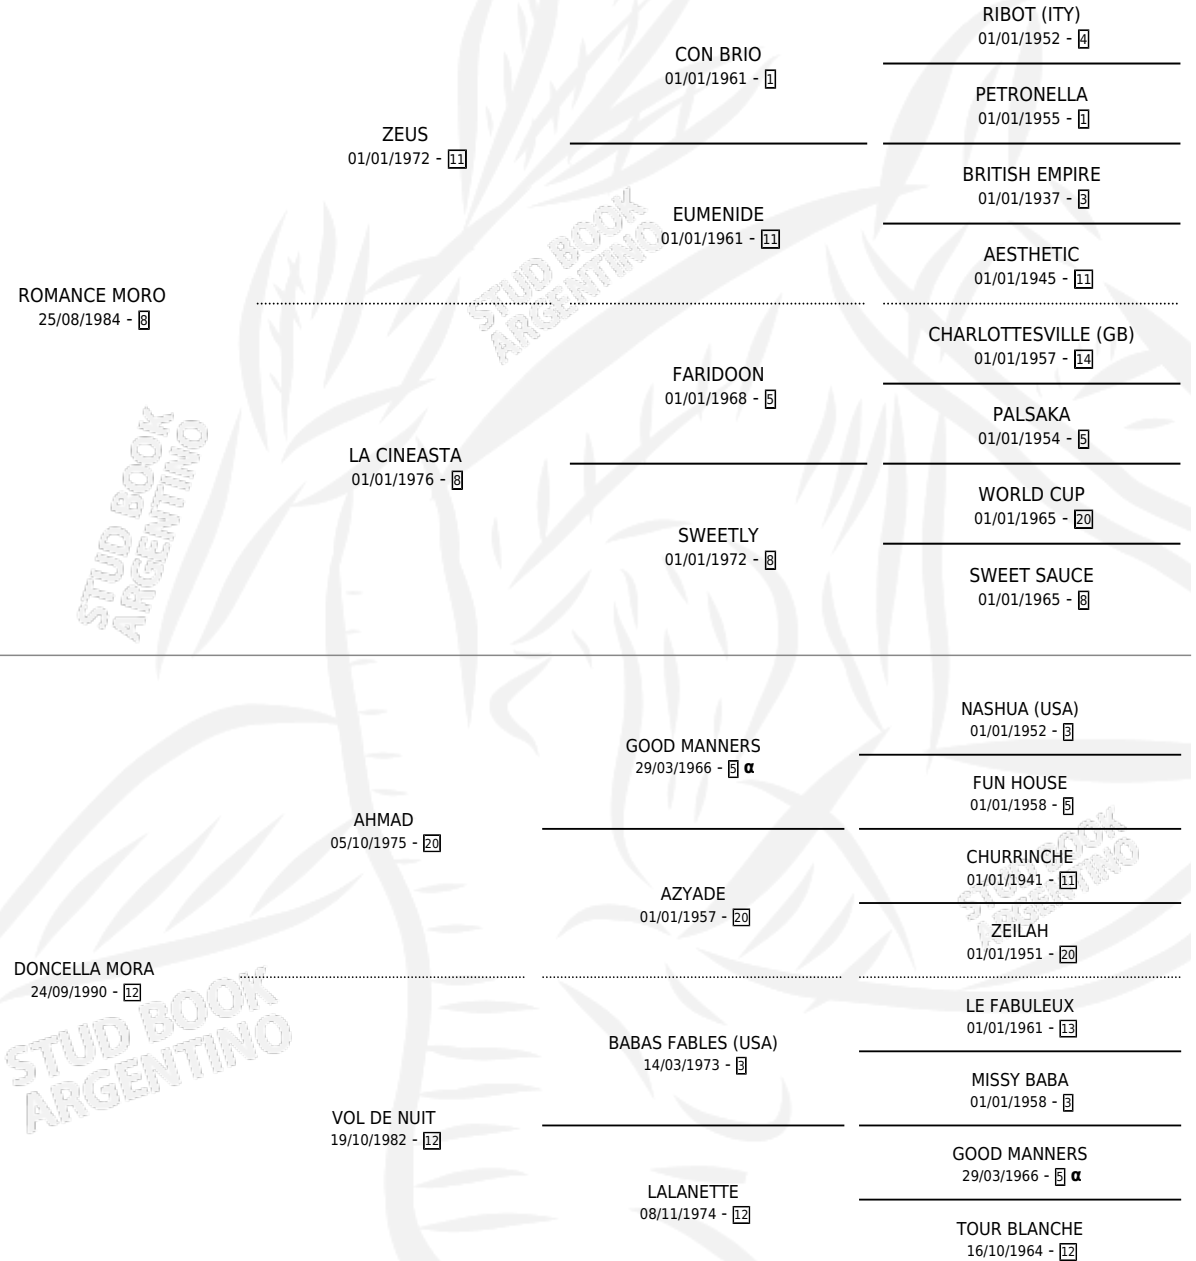 RIBOT (ITY)
01/01/1952 - 4
CON BRIO
01/01/1961 - 1
PETRONELLA
01/01/1955 - 1
ZEUS
01/01/1972 - 11
BRITISH EMPIRE
01/01/1937 - 3
EUMENIDE
01/01/1961 - 11
AESTHETIC
01/01/1945 - 11
ROMANCE MORO
25/08/1984 - 8
CHARLOTTESVILLE (GB)
01/01/1957 - 14
FARIDOON
01/01/1968 - 5
PALSAKA
01/01/1954 - 5
LA CINEASTA
01/01/1976 - 8
WORLD CUP
01/01/1965 - 20
SWEETLY
01/01/1972 - 8
SWEET SAUCE
01/01/1965 - 8
STUD BOOK
ARGENTINO
STUD BOOK
ARGENTINO
NASHUA (USA)
01/01/1952 - 3
GOOD MANNERS
29/03/1966 - 5 α
FUN HOUSE
01/01/1958 - 5
AHMAD
05/10/1975 - 20
CHURRINCHE
01/01/1941 - 11
AZYADE
01/01/1957 - 20
ZEILAH
01/01/1951 - 20
DONCELLA MORA
24/09/1990 - 12
LE FABULEUX
01/01/1961 - 13
BABAS FABLES (USA)
14/03/1973 - 3
MISSY BABA
01/01/1958 - 3
VOL DE NUIT
19/10/1982 - 12
GOOD MANNERS
29/03/1966 - 5 α
LALANETTE
08/11/1974 - 12
TOUR BLANCHE
16/10/1964 - 12
STUD BOOK
ARGENTINO
STUD BOOK
ARGENTINO